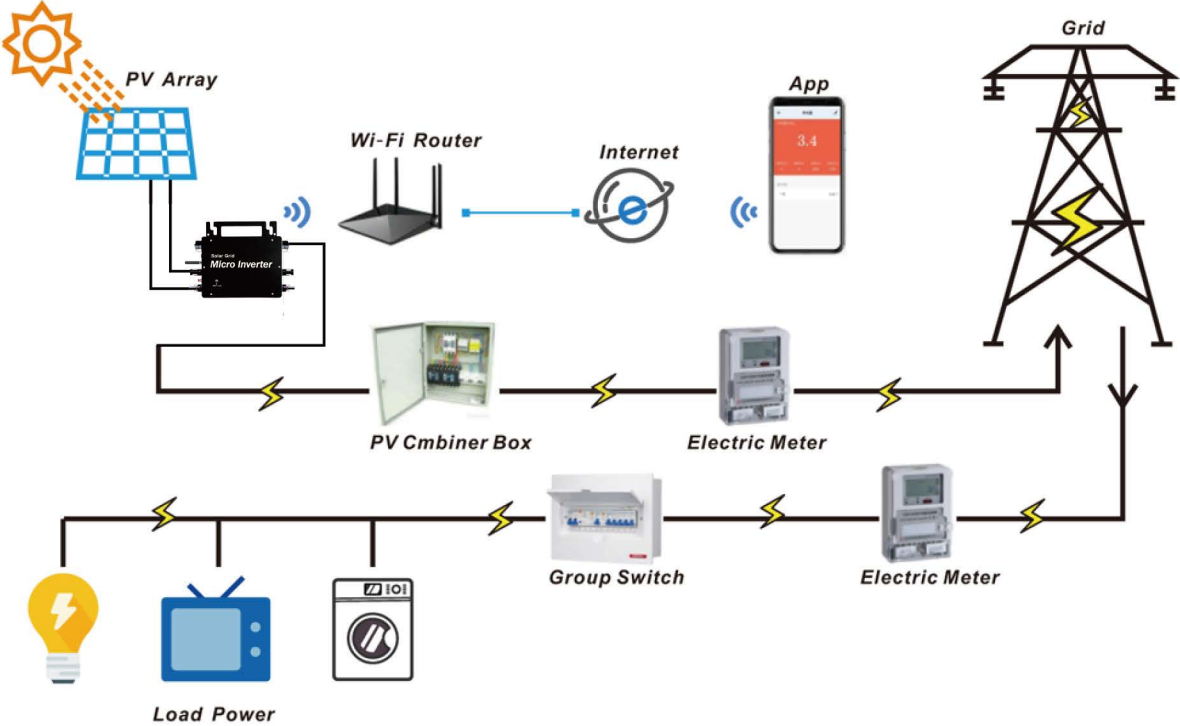 Grid
PV Array
App
Wi-Fi Router
Internet
3.4
Solar Grid
Micro Inverter
PV Cmbiner Box
Electric Meter
Group Switch
Electric Meter
Load Power